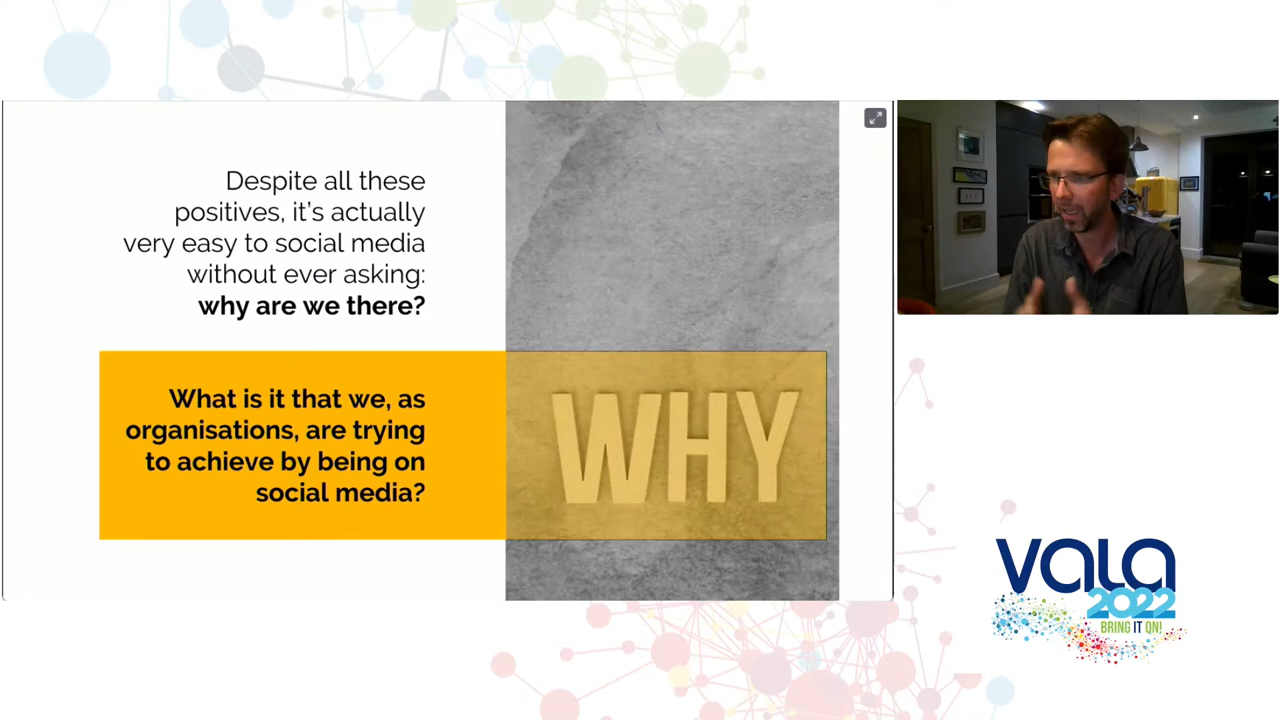 Despite all these
positives, it's actually
very easy to social media
without ever asking:
why are we there?
What is it that we, as
organisations, are trying
to achieve by being on
social media?
WHY
VALA
2022
BRING IT ON!